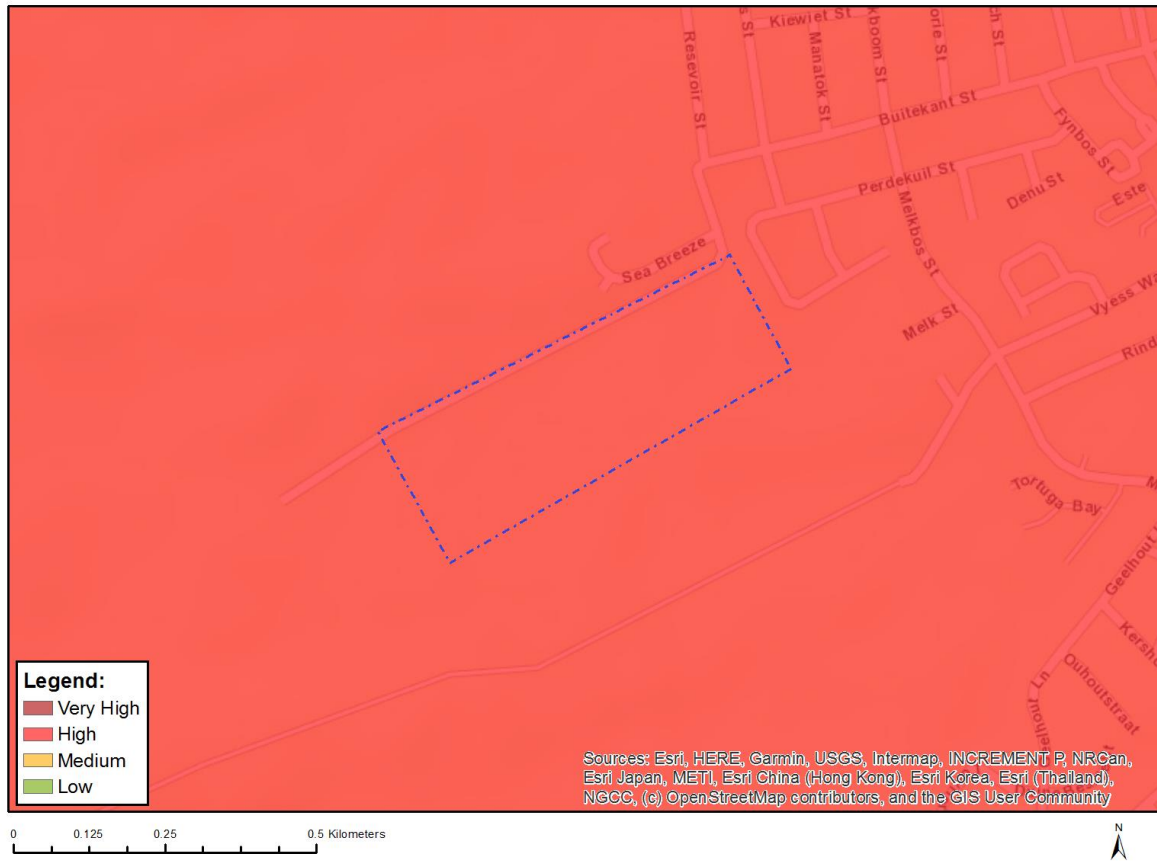 Kiewiet St
Manatok St
Resevoir St
Buitekant St
Fynbos St
Perdekuil St
Denu St
Este
Melkbos St
Sea Breeze
Melk St
Vyess Wa
Rind
Tortuga Bay
Geelhout
Kersho
Ouhoutstraat
Legend:
Very High
High
Medium
Low
Sources: Esri, HERE, Garmin, USGS, Intermap, INCREMENT P, NRCan,
Esri Japan, METI, Esri China (Hong Kong), Esri Korea, Esri (Thailand),
NGCC, (c) OpenStreetMap contributors, and the GIS User Community
0 0.125 0.25 0.5 Kilometers
N